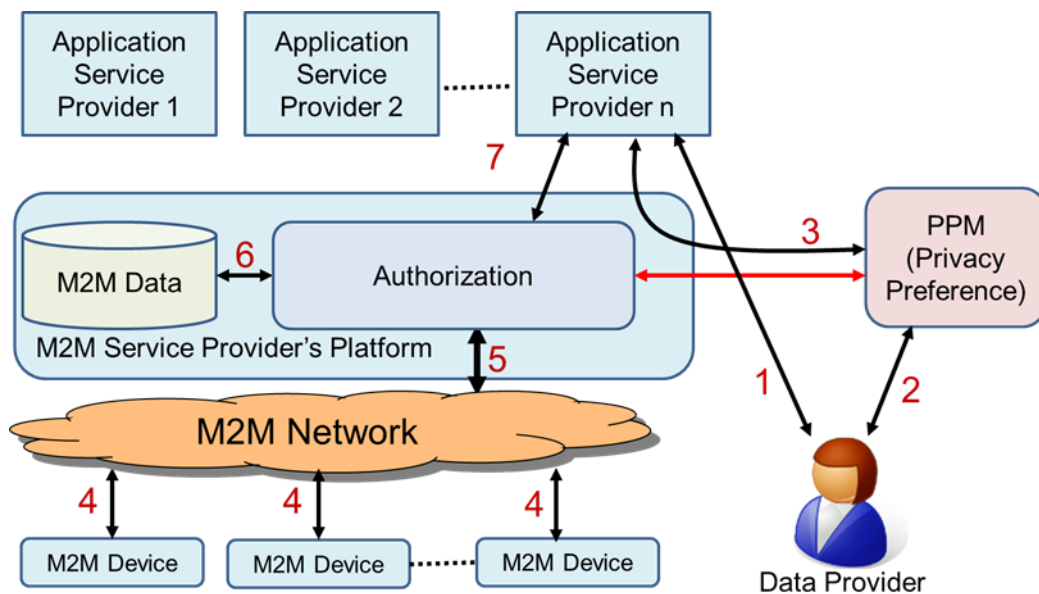 Application
Service
Provider 1
Application
Service
Provider 2
Application
Service
Provider n
7
3
PPM
(Privacy
Preference)
6
M2M Data
Authorization
M2M Service Provider's Platform
5
1
2
M2M Network
4
4
4
M2M Device
M2M Device
M2M Device
Data Provider